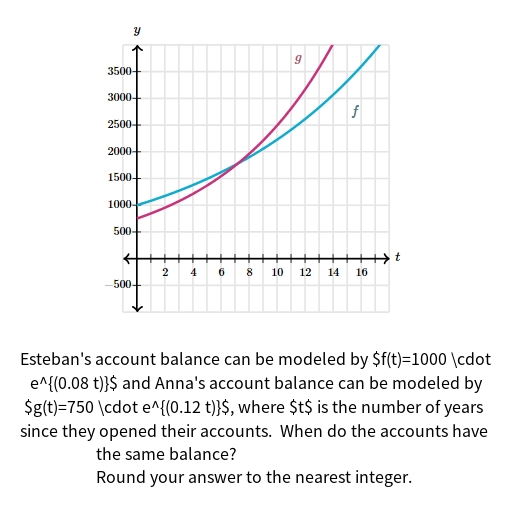 y
g
f
3500
3000
2500
2000
1500
1000
500
−500
2 4 6 8 10 12 14 16
t
Esteban's account balance can be modeled by $f(t)=1000 \cdot
e^{(0.08 t)}$ and Anna's account balance can be modeled by
$g(t)=750 \cdot e^{(0.12 t)}$, where $t$ is the number of years
since they opened their accounts.  When do the accounts have
the same balance?
Round your answer to the nearest integer.